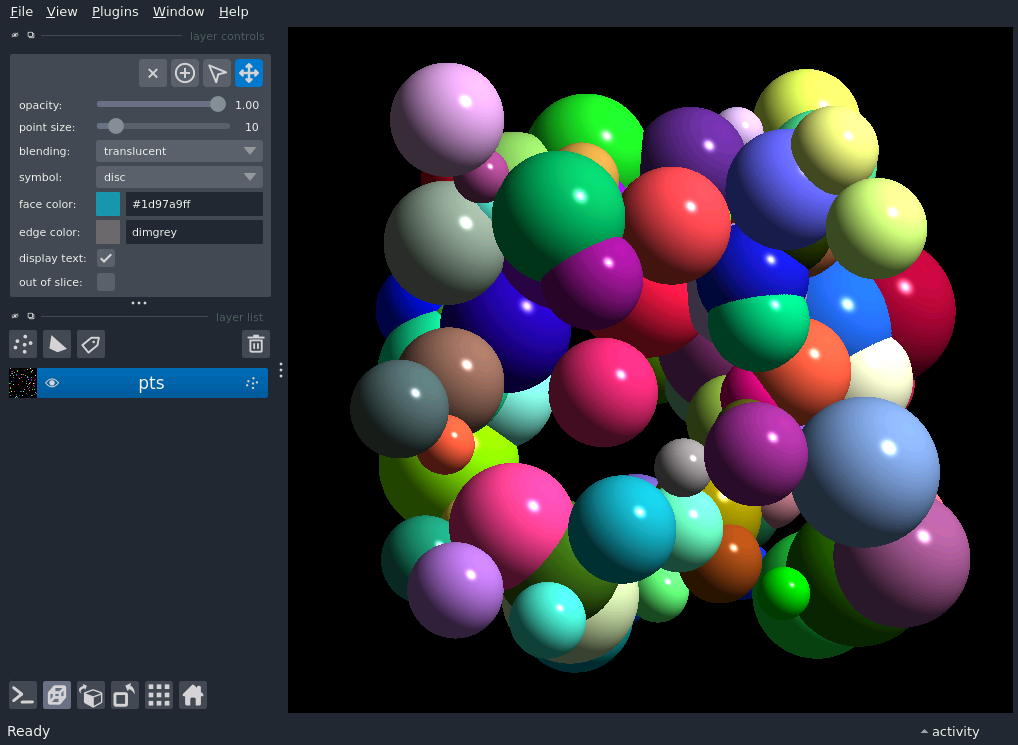 File View Plugins Window Help
layer controls
opacity: 1.00
point size: 10
blending: translucent
symbol: disc
face color: #1d97a9ff
edge color: dimgrey
display text:
out of slice:
layer list
pts
Ready activity